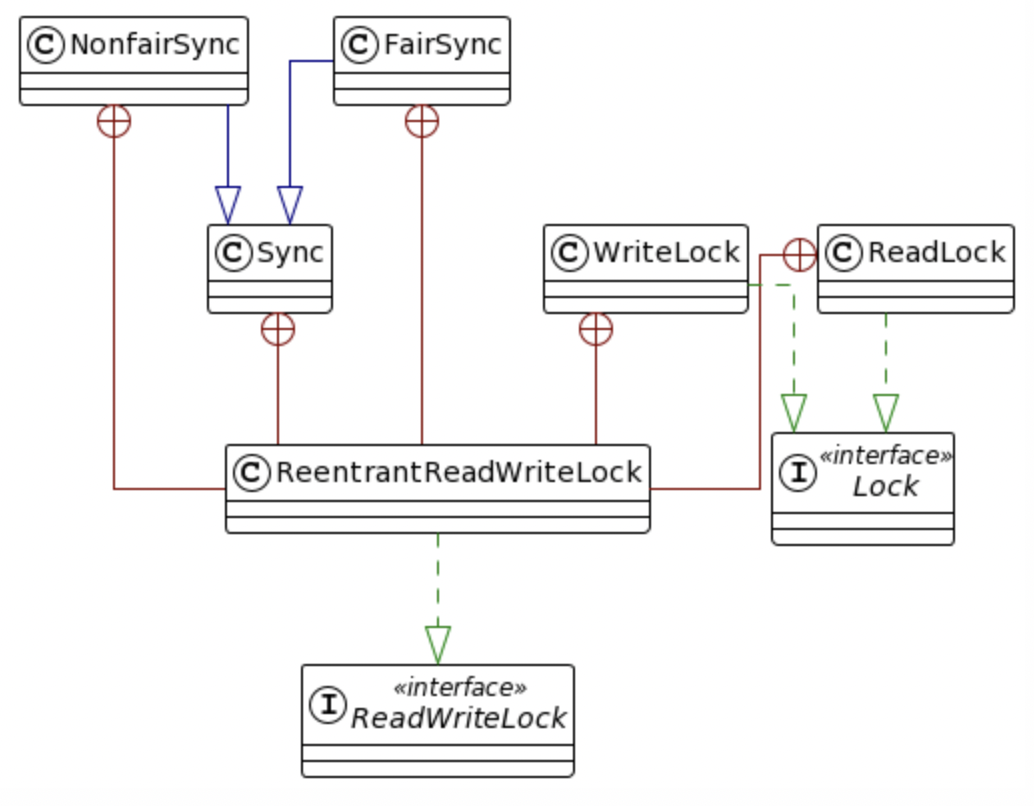 C NonfairSync
C FairSync
C Sync
C WriteLock
C ReadLock
C ReentrantReadWriteLock
I «interface»
Lock
I «interface»
ReadWriteLock